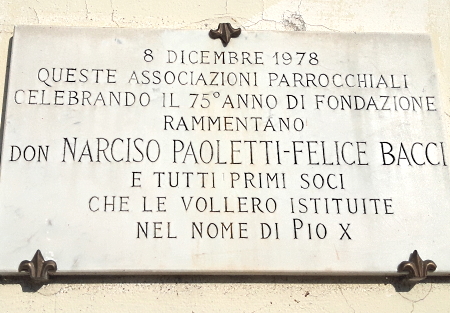 8 DICEMBRE 1978
QUESTE ASSOCIAZIONI PARROCCHIALI
CELEBRANDO IL 75° ANNO DI FONDAZIONE
RAMMENTANO
DON NARCISO PAOLETTI-FELICE BACCI
E TUTTI I PRIMI SOCI
CHE LE VOLLERO ISTITUITE
NEL NOME DI PIO X